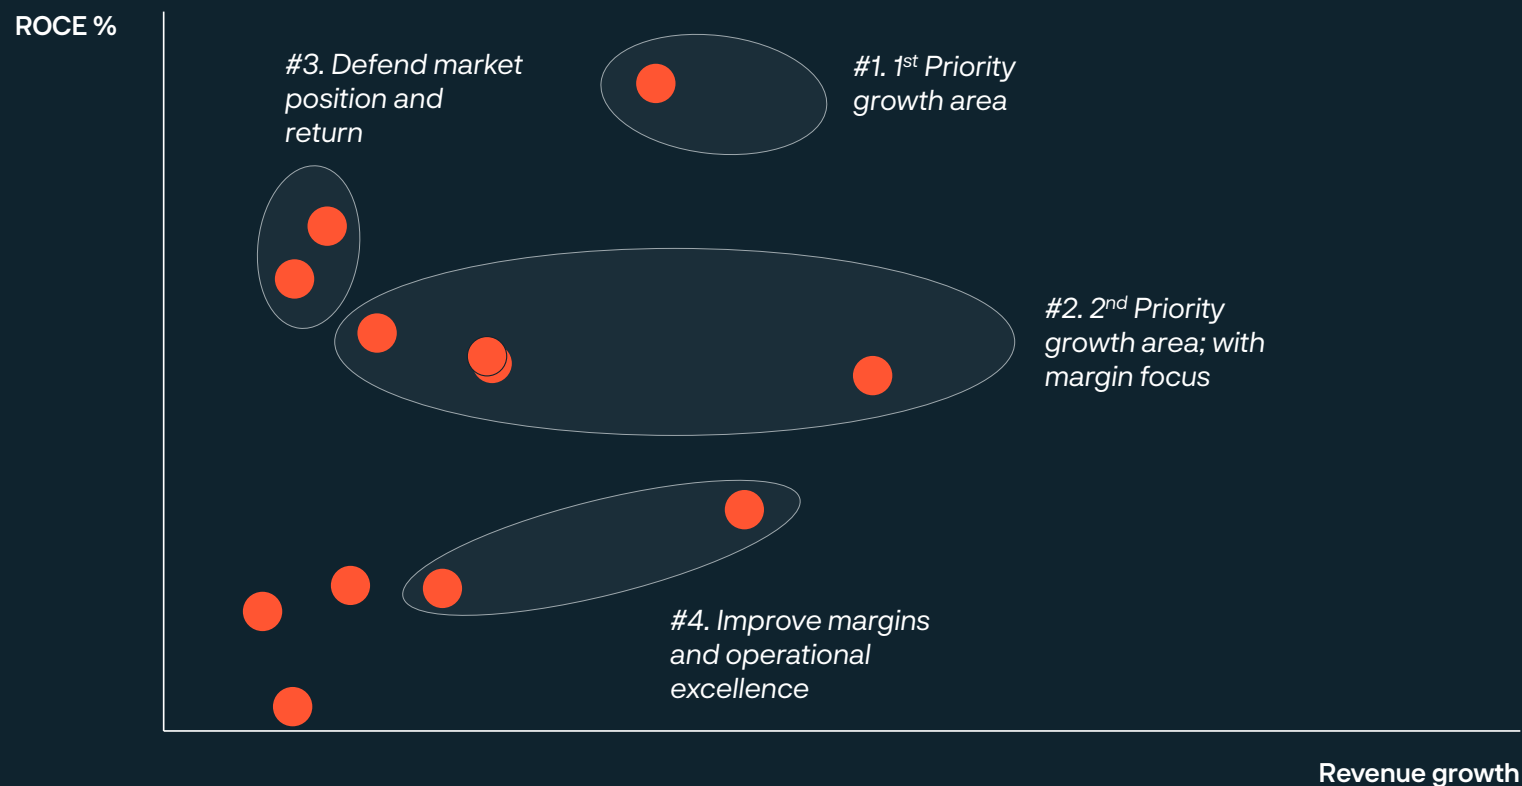 ROCE %
#3. Defend market
position and
return
#1. 1st Priority
growth area
#2. 2nd Priority
growth area; with
margin focus
#4. Improve margins
and operational
excellence
Revenue growth